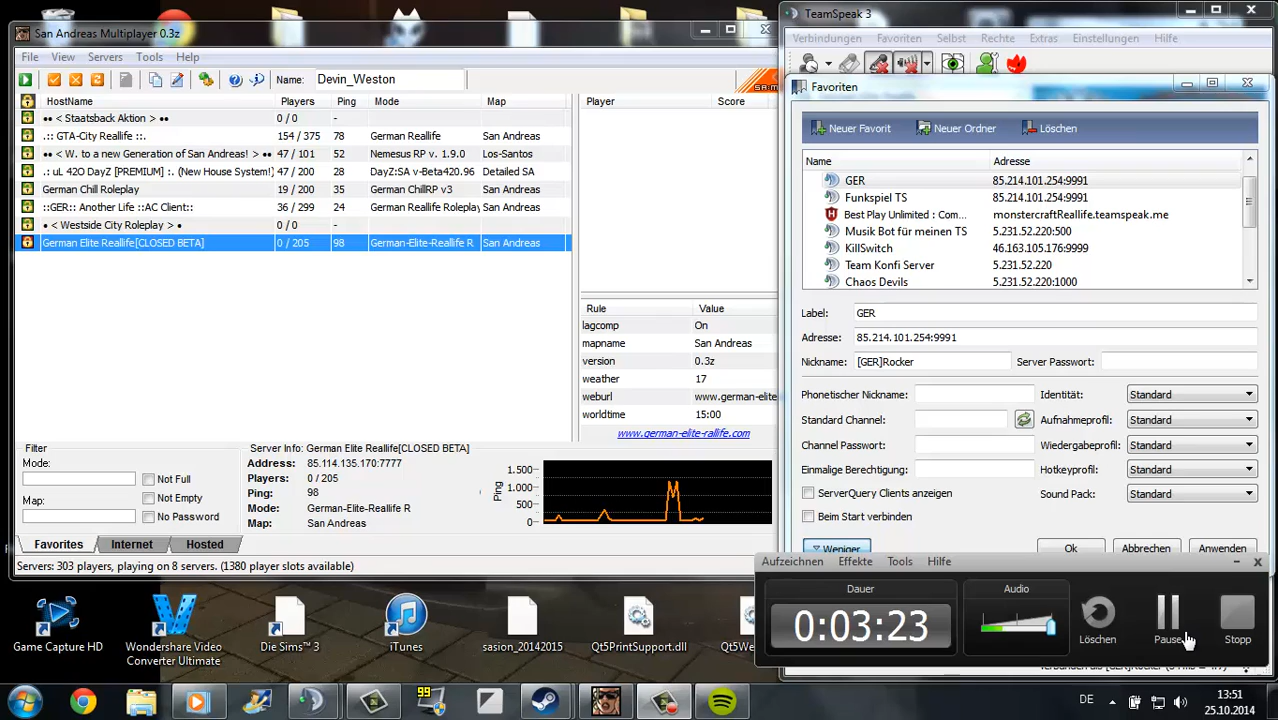 San Andreas Multiplayer 0.3z
File View Servers Tools Help
Name: Devin_Weston
HostName Players Ping Mode Map
•• < Staatsback Aktion > •• 0 / 0 -
.:: GTA-City Reallife ::. 154 / 375 78 German Reallife San Andreas
•• < W. to a new Generation of San Andreas! > •• 47 / 101 52 Nemesus RP v. 1.9.0 Los-Santos
.: uL 42O DayZ [PREMIUM] :. (New House System!) 47 / 200 28 DayZ:SA v-Beta420.96 Detailed SA
German Chill Roleplay 19 / 200 35 German ChillRP v3 San Andreas
::GER:: Another Life ::AC Client:: 36 / 299 24 German Reallife Roleplay San Andreas
• < Westside City Roleplay > • 0 / 0 -
German Elite Reallife[CLOSED BETA] 0 / 205 98 German-Elite-Reallife R San Andreas
Player Score
Rule Value
lagcomp On
mapname San Andreas
version 0.3z
weather 17
weburl www.german-elite
worldtime 15:00
www.german-elite-rallife.com
Filter
Mode:
Not Full
Not Empty
Map:
No Password
Server Info: German Elite Reallife[CLOSED BETA]
Address: 85.114.135.170:7777
Players: 0 / 205
Ping: 98
Mode: German-Elite-Reallife R
Map: San Andreas
Ping
1.500
1.000
500
0
Favorites Internet Hosted
Servers: 303 players, playing on 8 servers. (1380 player slots available)
TeamSpeak 3
Verbindungen Favoriten Selbst Rechte Extras Einstellungen Hilfe
Favoriten
Neuer Favorit Neuer Ordner Löschen
Name Adresse
GER 85.214.101.254:9991
Funkspiel TS 85.214.101.254:9991
Best Play Unlimited : Com... monstercraftReallife.teamspeak.me
Musik Bot für meinen TS 5.231.52.220:500
KillSwitch 46.163.105.176:9999
Team Konfi Server 5.231.52.220
Chaos Devils 5.231.52.220:1000
Label: GER
Adresse: 85.214.101.254:9991
Nickname: [GER]Rocker Server Passwort:
Phonetischer Nickname: Identität: Standard
Standard Channel: Aufnahmeprofil: Standard
Channel Passwort: Wiedergabeprofil: Standard
Einmalige Berechtigung: Hotkeyprofil: Standard
ServerQuery Clients anzeigen Sound Pack: Standard
Beim Start verbinden
Weniger Ok Abbrechen Anwenden
Aufzeichnen Effekte Tools Hilfe
Dauer Audio
0:03:23
Löschen Pause Stopp
Game Capture HD
Wondershare Video Converter Ultimate
Die Sims™ 3
iTunes
sasion_20142015
Qt5PrintSupport.dll
99
DE
13:51
25.10.2014